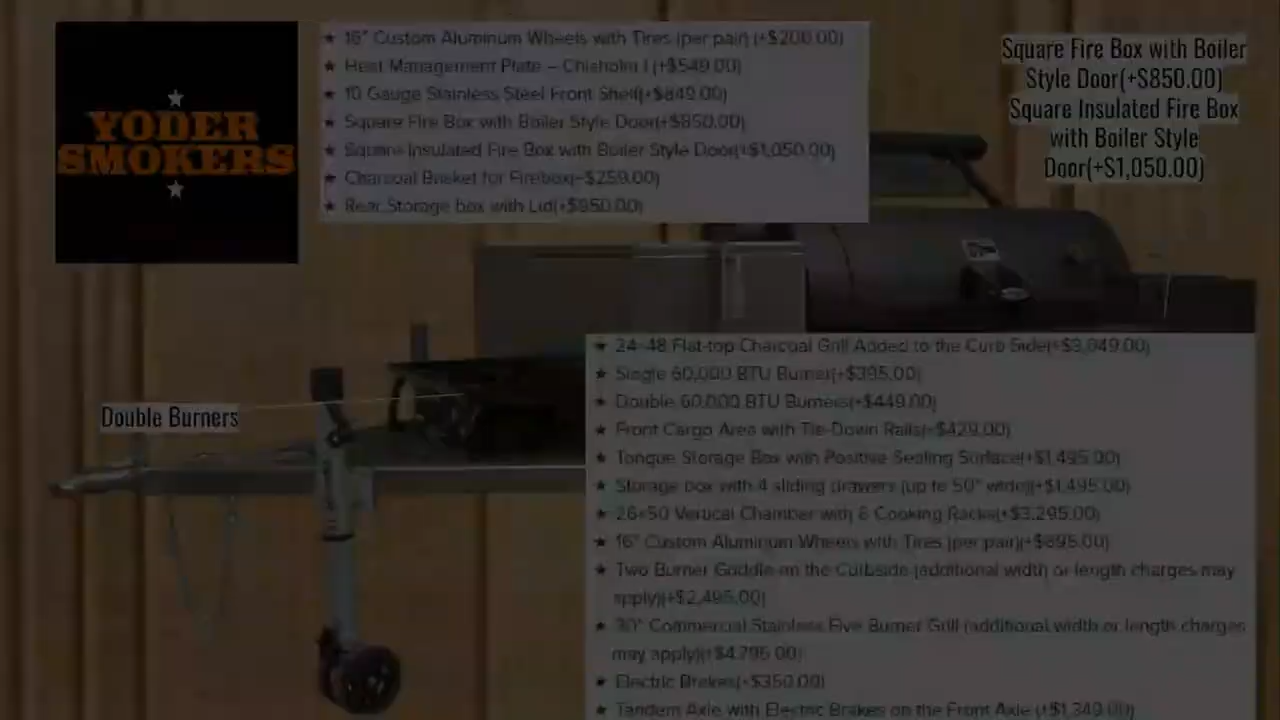 YODER
SMOKERS
★ 16" Custom Aluminum Wheels with Tires (per pair) (+$200.00)
★ Heat Management Plate – Chisholm I (+$549.00)
★ 10 Gauge Stainless Steel Front Shelf(+$849.00)
★ Square Fire Box with Boiler Style Door(+$850.00)
★ Square Insulated Fire Box with Boiler Style Door(+$1,050.00)
★ Charcoal Basket for Firebox(+$259.00)
★ Rear Storage box with Lid(+$950.00)
Square Fire Box with Boiler
Style Door(+$850.00)
Square Insulated Fire Box
with Boiler Style
Door(+$1,050.00)
Double Burners
★ 24×48 Flat-top Charcoal Grill Added to the Curb Side(+$3,049.00)
★ Single 60,000 BTU Burner(+$395.00)
★ Double 60,000 BTU Burners(+$449.00)
★ Front Cargo Area with Tie-Down Rails(+$429.00)
★ Tongue Storage Box with Positive Sealing Surface(+$1,495.00)
★ Storage box with 4 sliding drawers (up to 50" wide)(+$1,495.00)
★ 26×50 Vertical Chamber with 6 Cooking Racks(+$3,295.00)
★ 16" Custom Aluminum Wheels with Tires (per pair)(+$895.00)
★ Two Burner Griddle on the Curbside (additional width) or length charges may
apply)(+$2,495.00)
★ 30" Commercial Stainless Five Burner Grill (additional width or length charges
may apply)(+$4,795.00)
★ Electric Brakes(+$350.00)
★ Tandem Axle with Electric Brakes on the Front Axle (+$1,349.00)